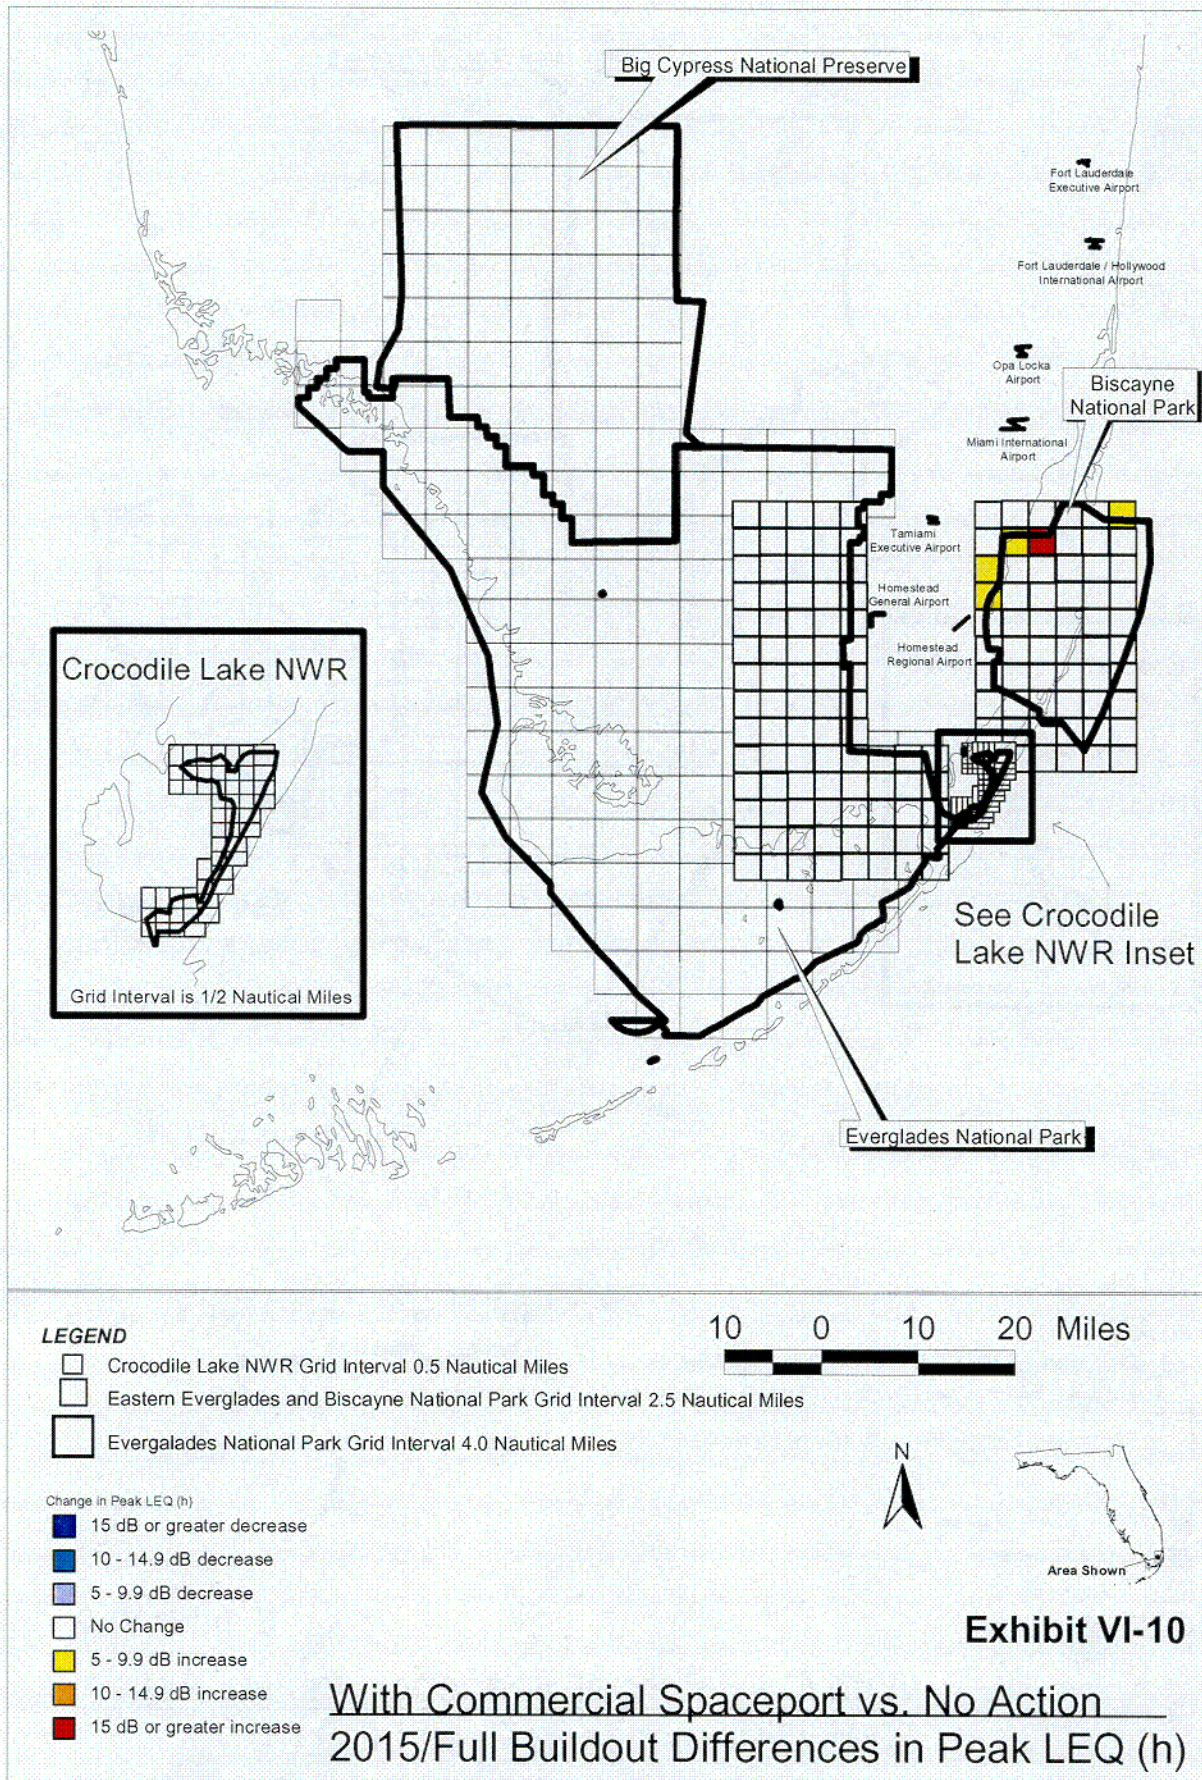 Big Cypress National Preserve
Fort Lauderdale
Executive Airport
Fort Lauderdale / Hollywood
International Airport
Opa Locka
Airport
Biscayne
National Park
Miami International
Airport
Tamiami
Executive Airport
Homestead
General Airport
Homestead
Regional Airport
Crocodile Lake NWR
Grid Interval is 1/2 Nautical Miles
See Crocodile
Lake NWR Inset
Everglades National Park
LEGEND
Crocodile Lake NWR Grid Interval 0.5 Nautical Miles
Eastern Everglades and Biscayne National Park Grid Interval 2.5 Nautical Miles
Evergalades National Park Grid Interval 4.0 Nautical Miles
10 0 10 20 Miles
N
Area Shown
Change in Peak LEQ (h)
15 dB or greater decrease
10 - 14.9 dB decrease
5 - 9.9 dB decrease
No Change
5 - 9.9 dB increase
10 - 14.9 dB increase
15 dB or greater increase
Exhibit VI-10
With Commercial Spaceport vs. No Action
2015/Full Buildout Differences in Peak LEQ (h)